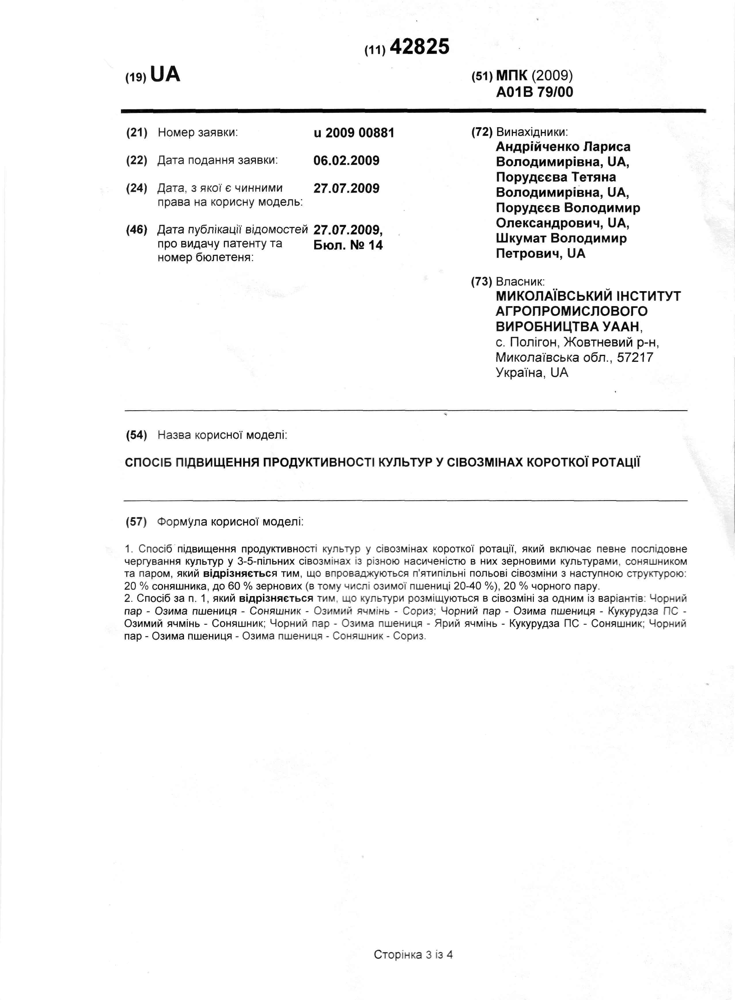 (11) 42825
(19) UA
(51) МПК (2009)
A01B 79/00
(21) Номер заявки: u 2009 00881
(22) Дата подання заявки: 06.02.2009
(24) Дата, з якої є чинними 27.07.2009
права на корисну модель:
(46) Дата публікації відомостей 27.07.2009,
про видачу патенту та Бюл. № 14
номер бюлетеня:
(72) Винахідники:
Андрійченко Лариса
Володимирівна, UA,
Порудєєва Тетяна
Володимирівна, UA,
Порудєєв Володимир
Олександрович, UA,
Шкумат Володимир
Петрович, UA
(73) Власник:
МИКОЛАЇВСЬКИЙ ІНСТИТУТ
АГРОПРОМИСЛОВОГО
ВИРОБНИЦТВА УААН,
с. Полігон, Жовтневий р-н,
Миколаївська обл., 57217
Україна, UA
(54) Назва корисної моделі:
СПОСІБ ПІДВИЩЕННЯ ПРОДУКТИВНОСТІ КУЛЬТУР У СІВОЗМІНАХ КОРОТКОЇ РОТАЦІЇ
(57) Формула корисної моделі:
1. Спосіб підвищення продуктивності культур у сівозмінах короткої ротації, який включає певне послідовне
чергування культур у 3-5-пільних сівозмінах із різною насиченістю в них зерновими культурами, соняшником
та паром, який відрізняється тим, що впроваджуються п'ятипільні польові сівозміни з наступною структурою:
20 % соняшника, до 60 % зернових (в тому числі озимої пшениці 20-40 %), 20 % чорного пару.
2. Спосіб за п. 1, який відрізняється тим, що культури розміщуються в сівозміні за одним із варіантів: Чорний
пар - Озима пшениця - Соняшник - Озимий ячмінь - Сориз; Чорний пар - Озима пшениця - Кукурудза ПС -
Озимий ячмінь - Соняшник; Чорний пар - Озима пшениця - Ярий ячмінь - Кукурудза ПС - Соняшник; Чорний
пар - Озима пшениця - Озима пшениця - Соняшник - Сориз.
Сторінка 3 із 4